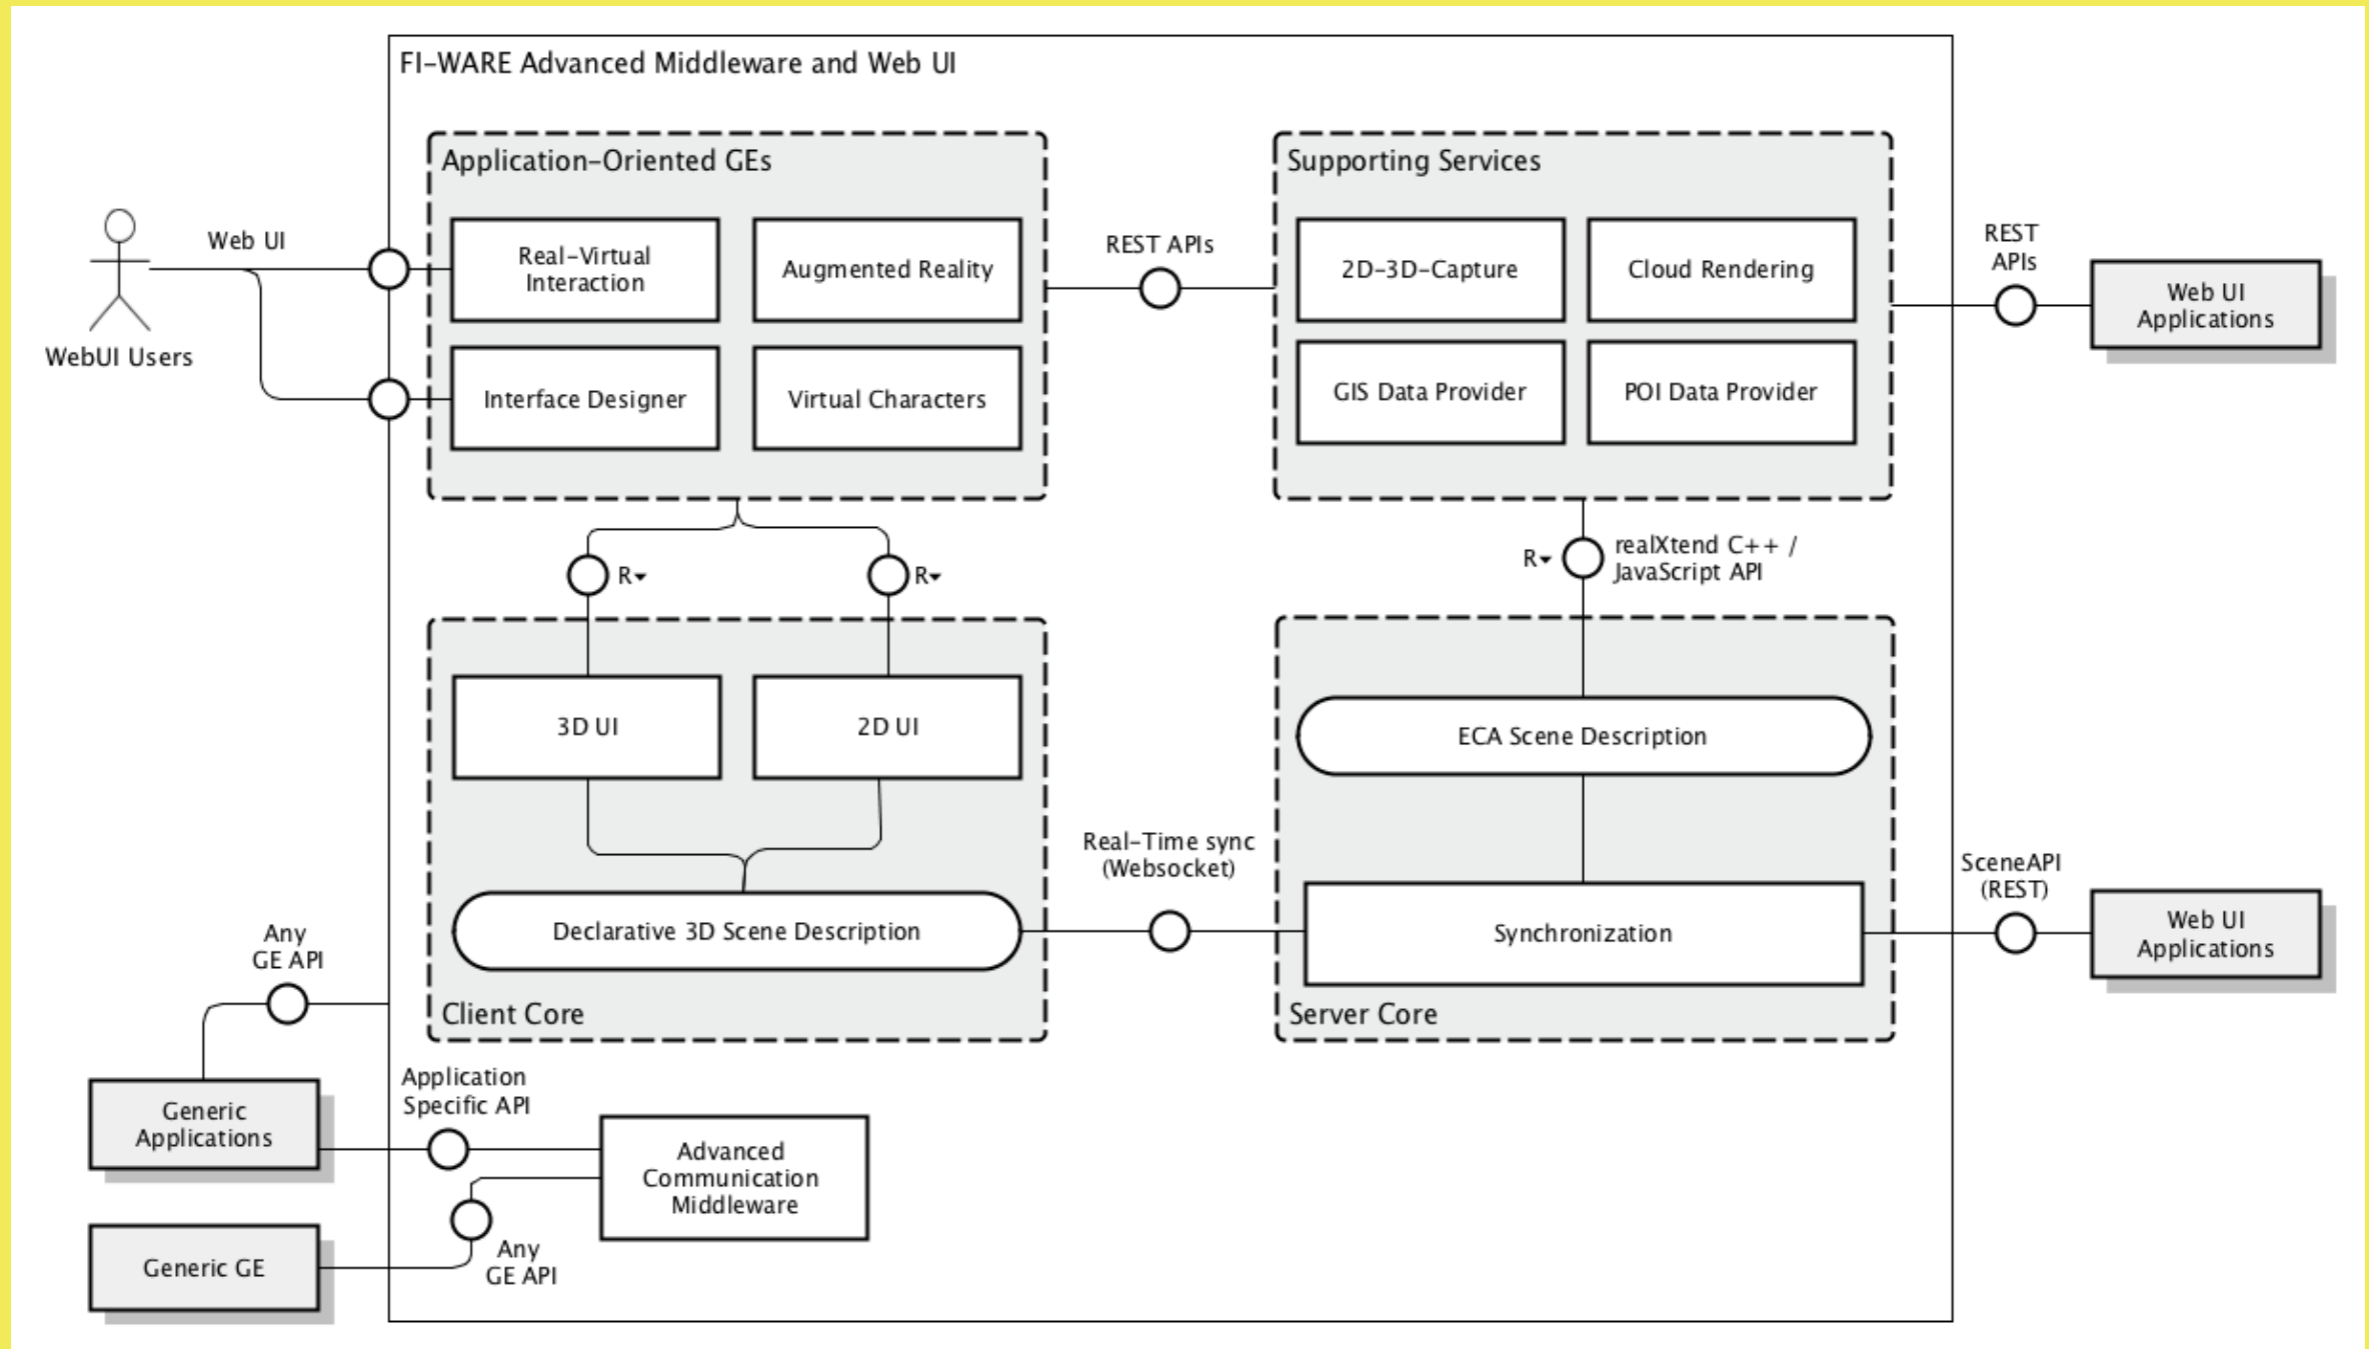 FI-WARE Advanced Middleware and Web UI
Application-Oriented GEs
Supporting Services
Web UI
WebUI Users
Real-Virtual
Interaction
Augmented Reality
Interface Designer
Virtual Characters
REST APIs
2D-3D-Capture
Cloud Rendering
GIS Data Provider
POI Data Provider
REST
APIs
Web UI
Applications
R
R
R
realXtend C++ /
JavaScript API
3D UI
2D UI
Declarative 3D Scene Description
Client Core
Real-Time sync
(Websocket)
ECA Scene Description
Synchronization
Server Core
SceneAPI
(REST)
Web UI
Applications
Any
GE API
Generic
Applications
Application
Specific API
Advanced
Communication
Middleware
Generic GE
Any
GE API